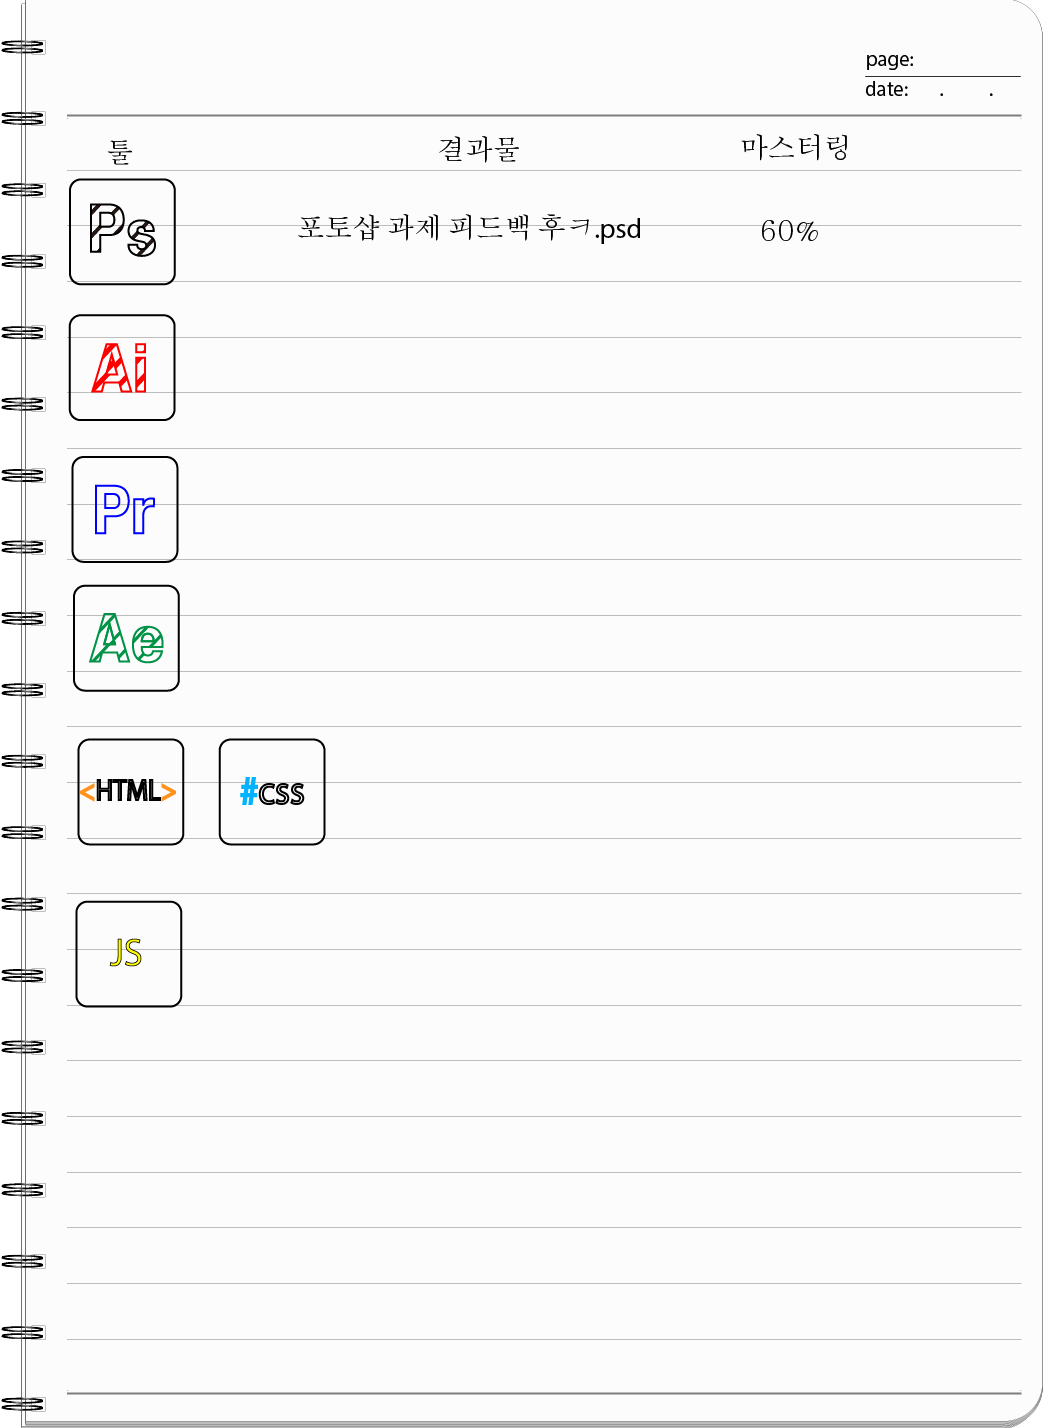 page:
date: . .
툴 결과물 마스터링
Ps 포토샵 과제 피드백 후ㅋ.psd 60%
Ai
Pr
Ae
<HTML> #CSS
JS